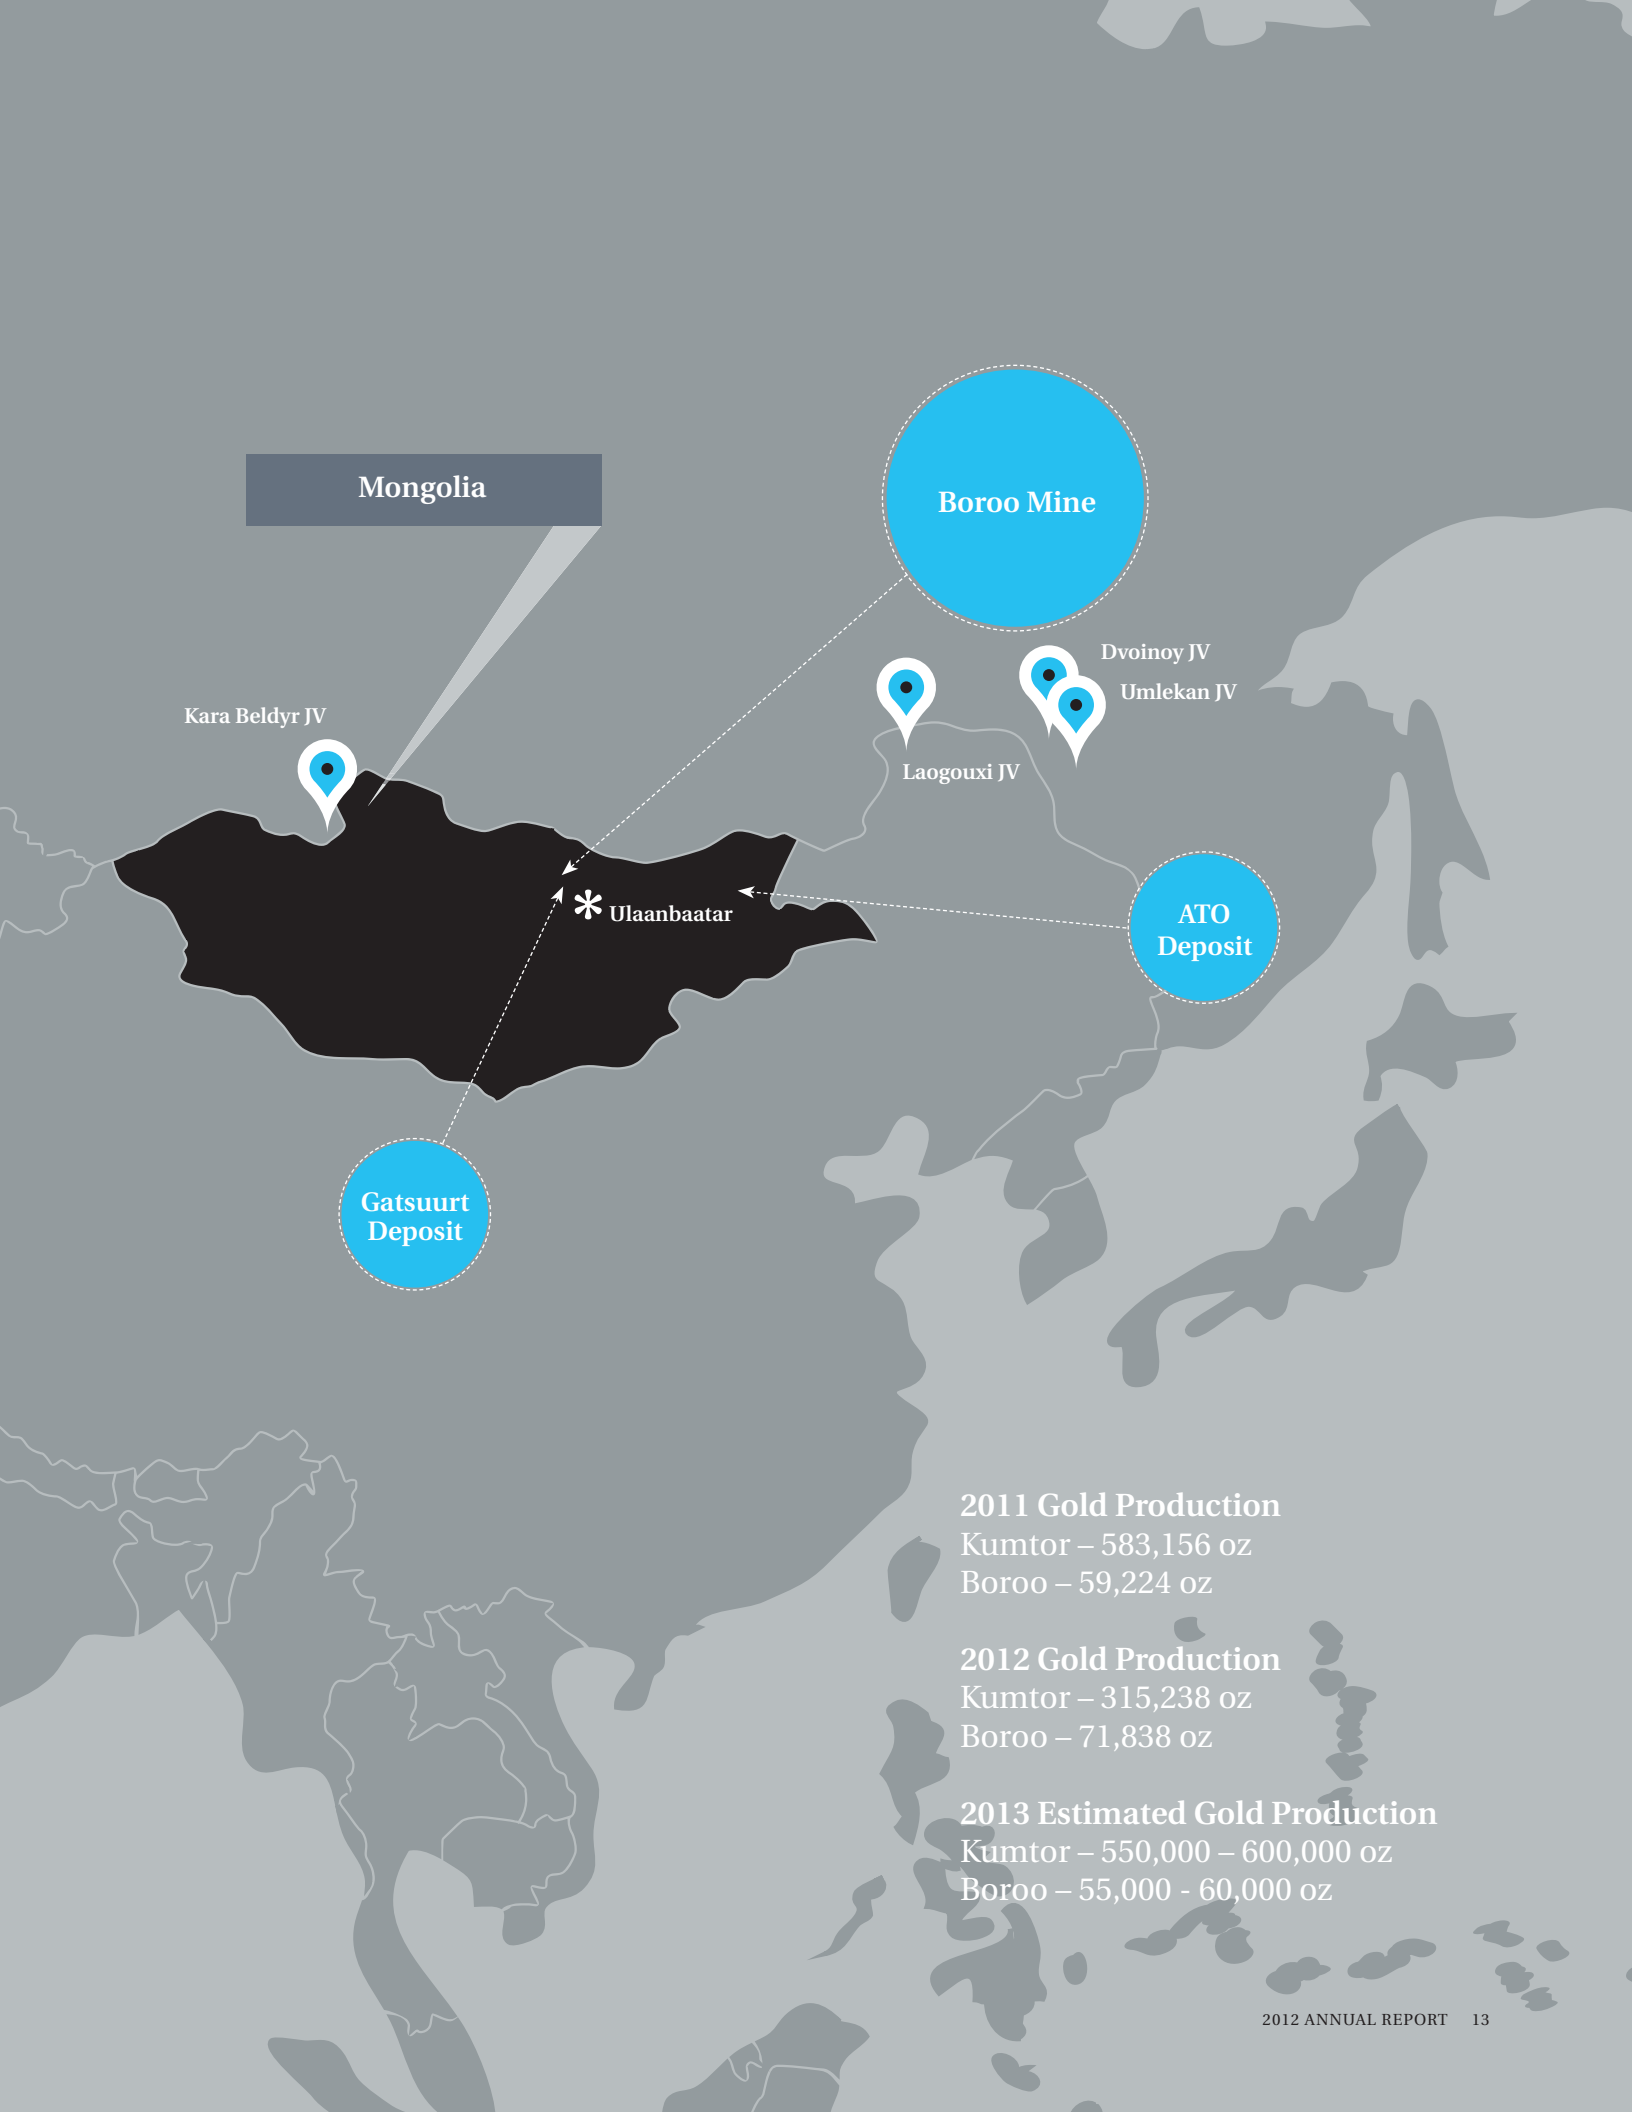 Mongolia
Boroo Mine
Dvoinoy JV
Umlekan JV
Kara Beldyr JV
Laogouxi JV
Ulaanbaatar
ATO
Deposit
Gatsuurt
Deposit
2011 Gold Production
Kumtor – 583,156 oz
Boroo – 59,224 oz
2012 Gold Production
Kumtor – 315,238 oz
Boroo – 71,838 oz
2013 Estimated Gold Production
Kumtor – 550,000 – 600,000 oz
Boroo – 55,000 - 60,000 oz
2012 ANNUAL REPORT 13